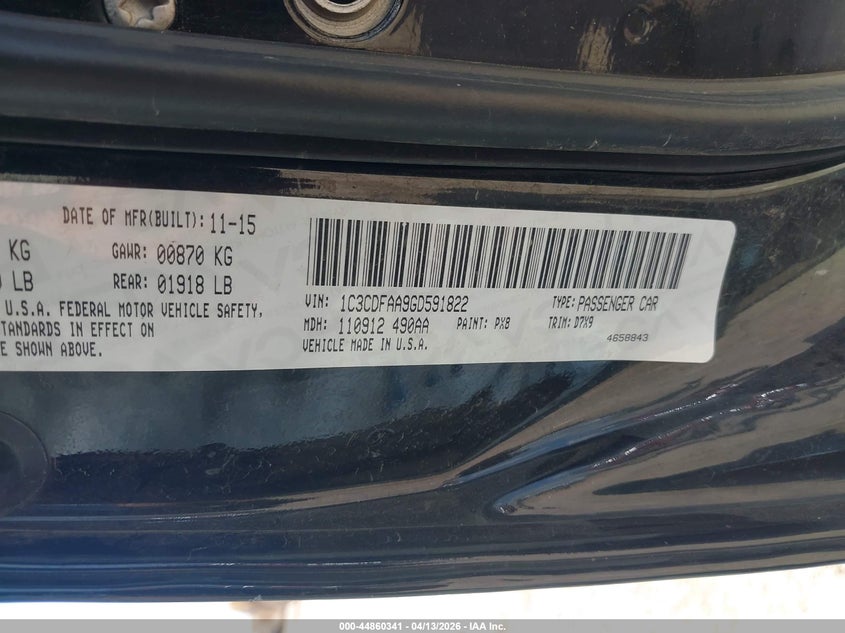 DATE OF MFR(BUILT): 11-15
KG GAWR: 00870 KG
LB REAR: 01918 LB
U.S.A. FEDERAL MOTOR VEHICLE SAFETY,
STANDARDS IN EFFECT ON
SHOWN ABOVE.
VIN: 1C3CDFAA9GD591822 TYPE: PASSENGER CAR
MDH: 110912 490AA PAINT: PX8 TRIM: D7X9
VEHICLE MADE IN U.S.A. 4658843
000-44860341 | 04/13/2026 | IAA Inc.